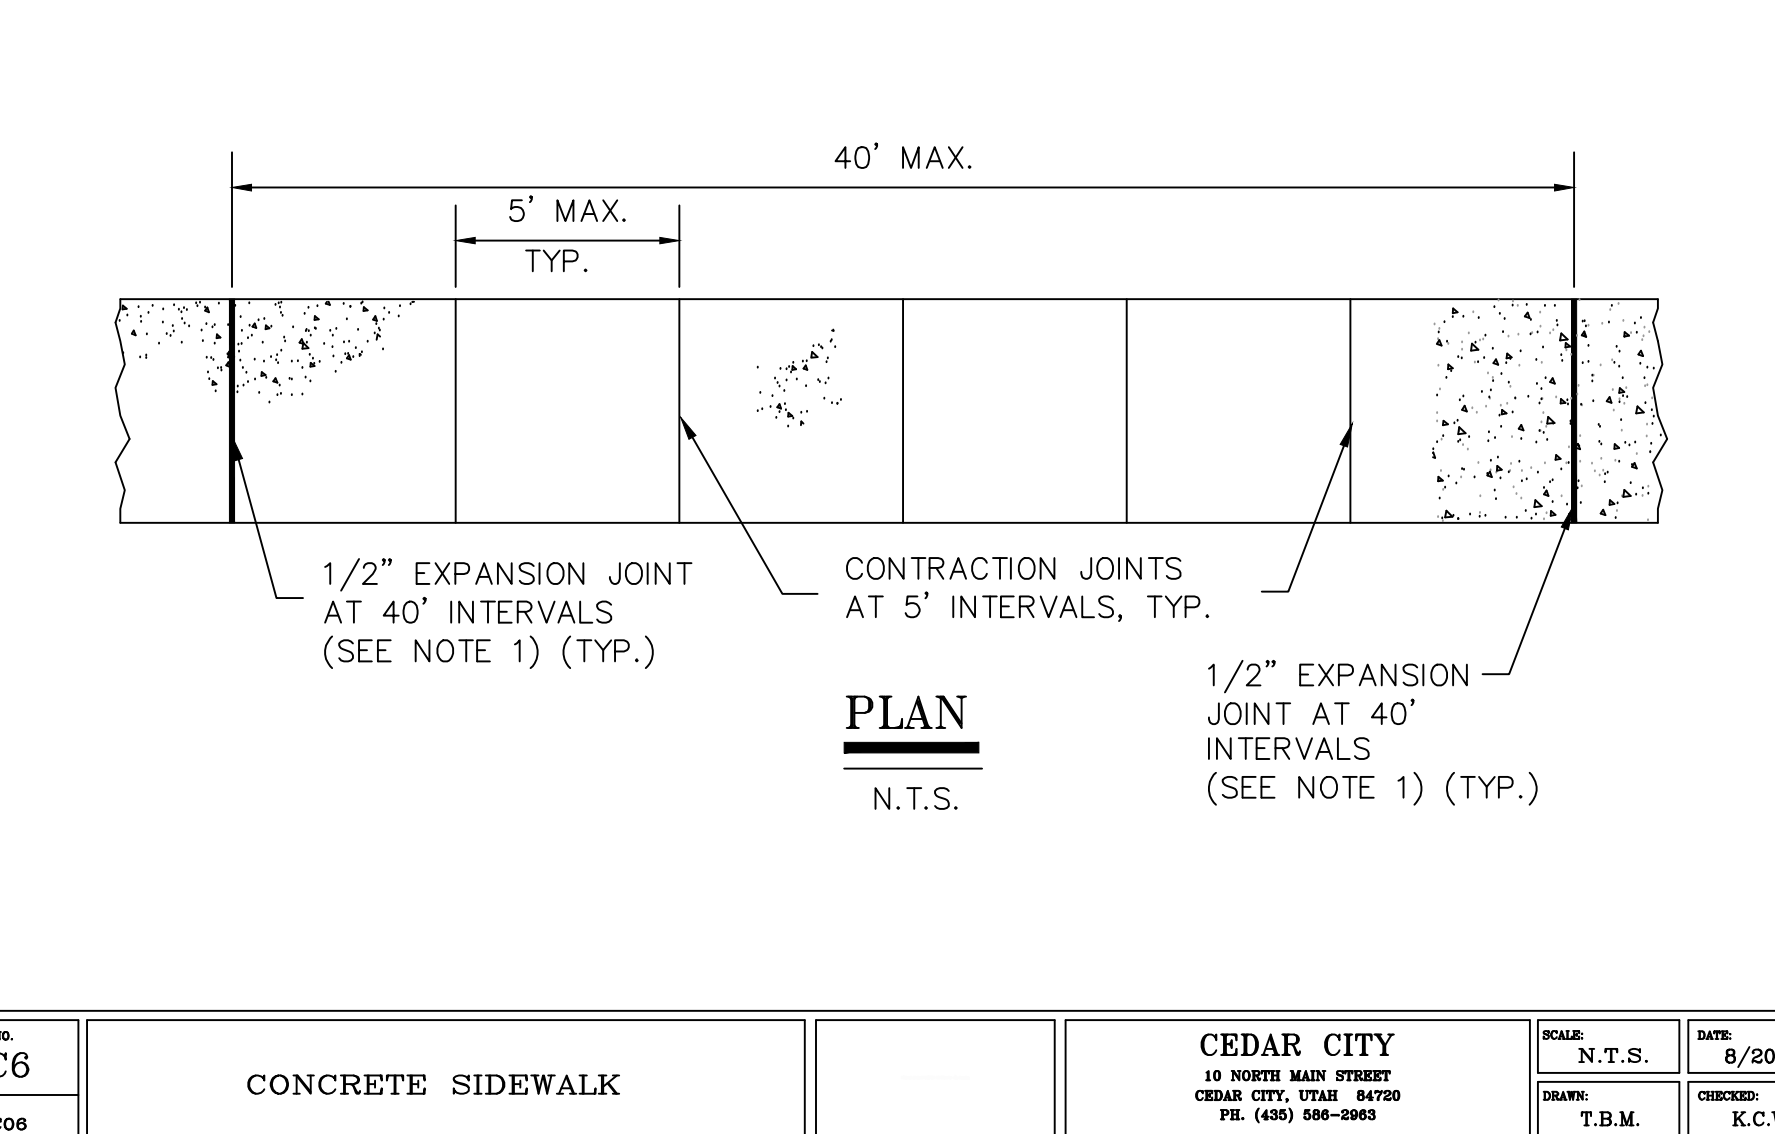 40' MAX.
5' MAX.
TYP.
1/2" EXPANSION JOINT
AT 40' INTERVALS
(SEE NOTE 1) (TYP.)
CONTRACTION JOINTS
AT 5' INTERVALS, TYP.
1/2" EXPANSION
JOINT AT 40'
INTERVALS
(SEE NOTE 1) (TYP.)
PLAN
N.T.S.
CONCRETE SIDEWALK
CEDAR CITY
10 NORTH MAIN STREET
CEDAR CITY, UTAH 84720
PH. (435) 586-2963
SCALE:
N.T.S.
DATE:
8/20
DRAWN:
T.B.M.
CHECKED:
K.C.